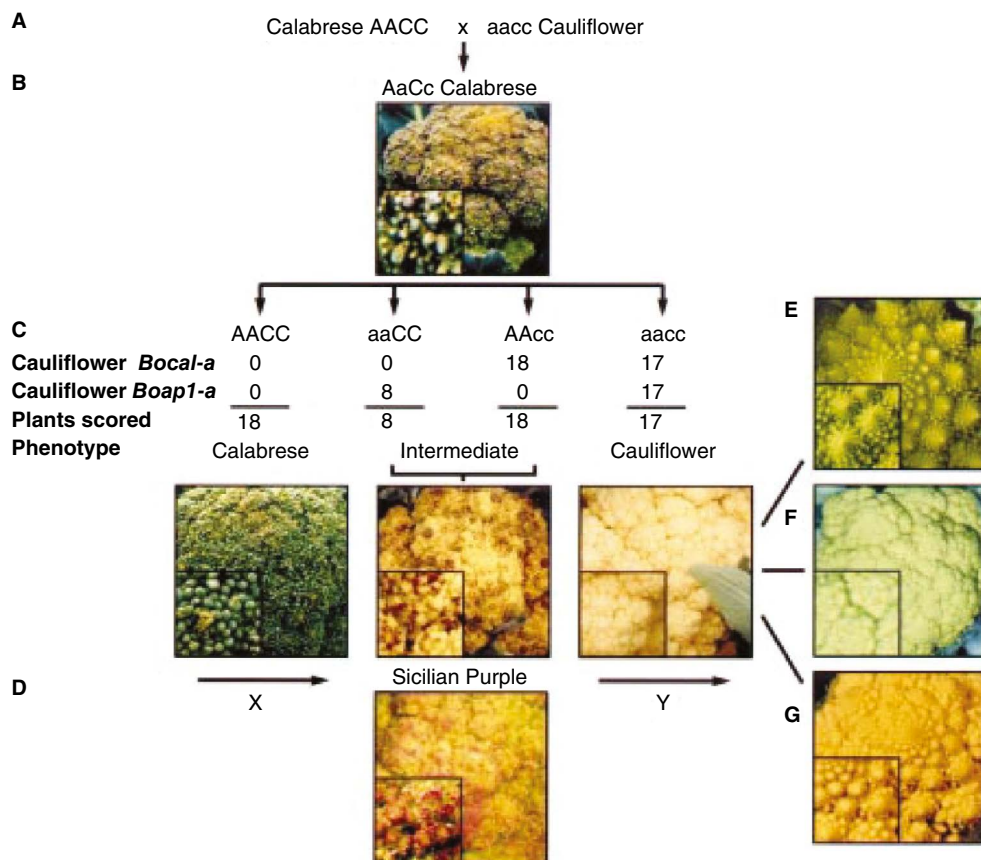 A
Calabrese AACC x aacc Cauliflower
B
AaCc Calabrese
C
AACC aaCC AAcc aacc
Cauliflower Bocal-a 0 0 18 17
Cauliflower Boap1-a 0 8 0 17
Plants scored 18 8 18 17
Phenotype
Calabrese Intermediate Cauliflower
E
F
D
X
Sicilian Purple
Y
G